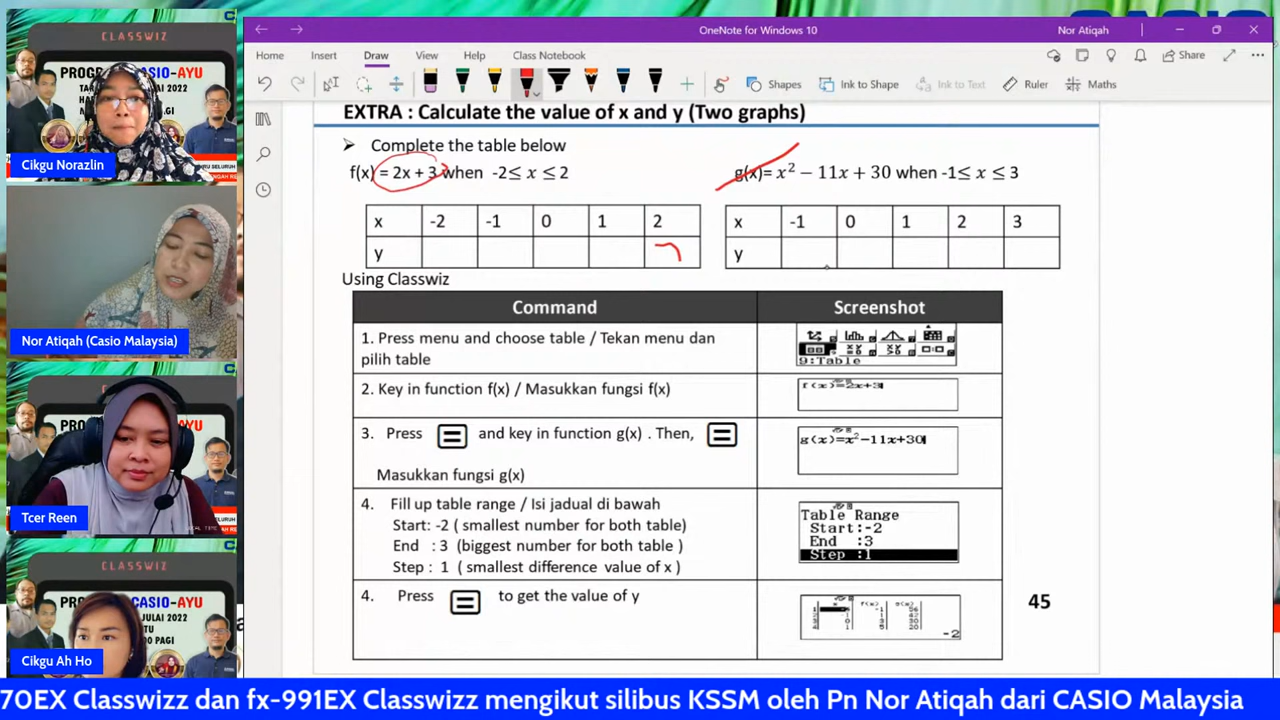 OneNote for Windows 10
Nor Atiqah
Home Insert Draw View Help Class Notebook
Share
Shapes Ink to Shape Ink to Text Ruler Maths
CLASSWIZ
Cikgu Norazlin
Nor Atiqah (Casio Malaysia)
Tcer Reen
CLASSWIZ
Cikgu Ah Ho
EXTRA : Calculate the value of x and y (Two graphs)
➢ Complete the table below
f(x) = 2x + 3 when -2≤ x ≤ 2
g(x)= x² − 11x + 30 when -1≤ x ≤ 3
x -2 -1 0 1 2
y 7
x -1 0 1 2 3
y
Using Classwiz
Command Screenshot
1. Press menu and choose table / Tekan menu dan
pilih table
9:Table
2. Key in function f(x) / Masukkan fungsi f(x)
f(x)=2x+3
3. Press = and key in function g(x) . Then, =
Masukkan fungsi g(x)
g(x)=x²-11x+30
4. Fill up table range / Isi jadual di bawah
Start: -2 ( smallest number for both table)
End : 3 (biggest number for both table )
Step : 1 ( smallest difference value of x )
Table Range
Start:-2
End :3
Step :1
4. Press = to get the value of y
-2
45
70EX Classwizz dan fx-991EX Classwizz mengikut silibus KSSM oleh Pn Nor Atiqah dari CASIO Malaysia